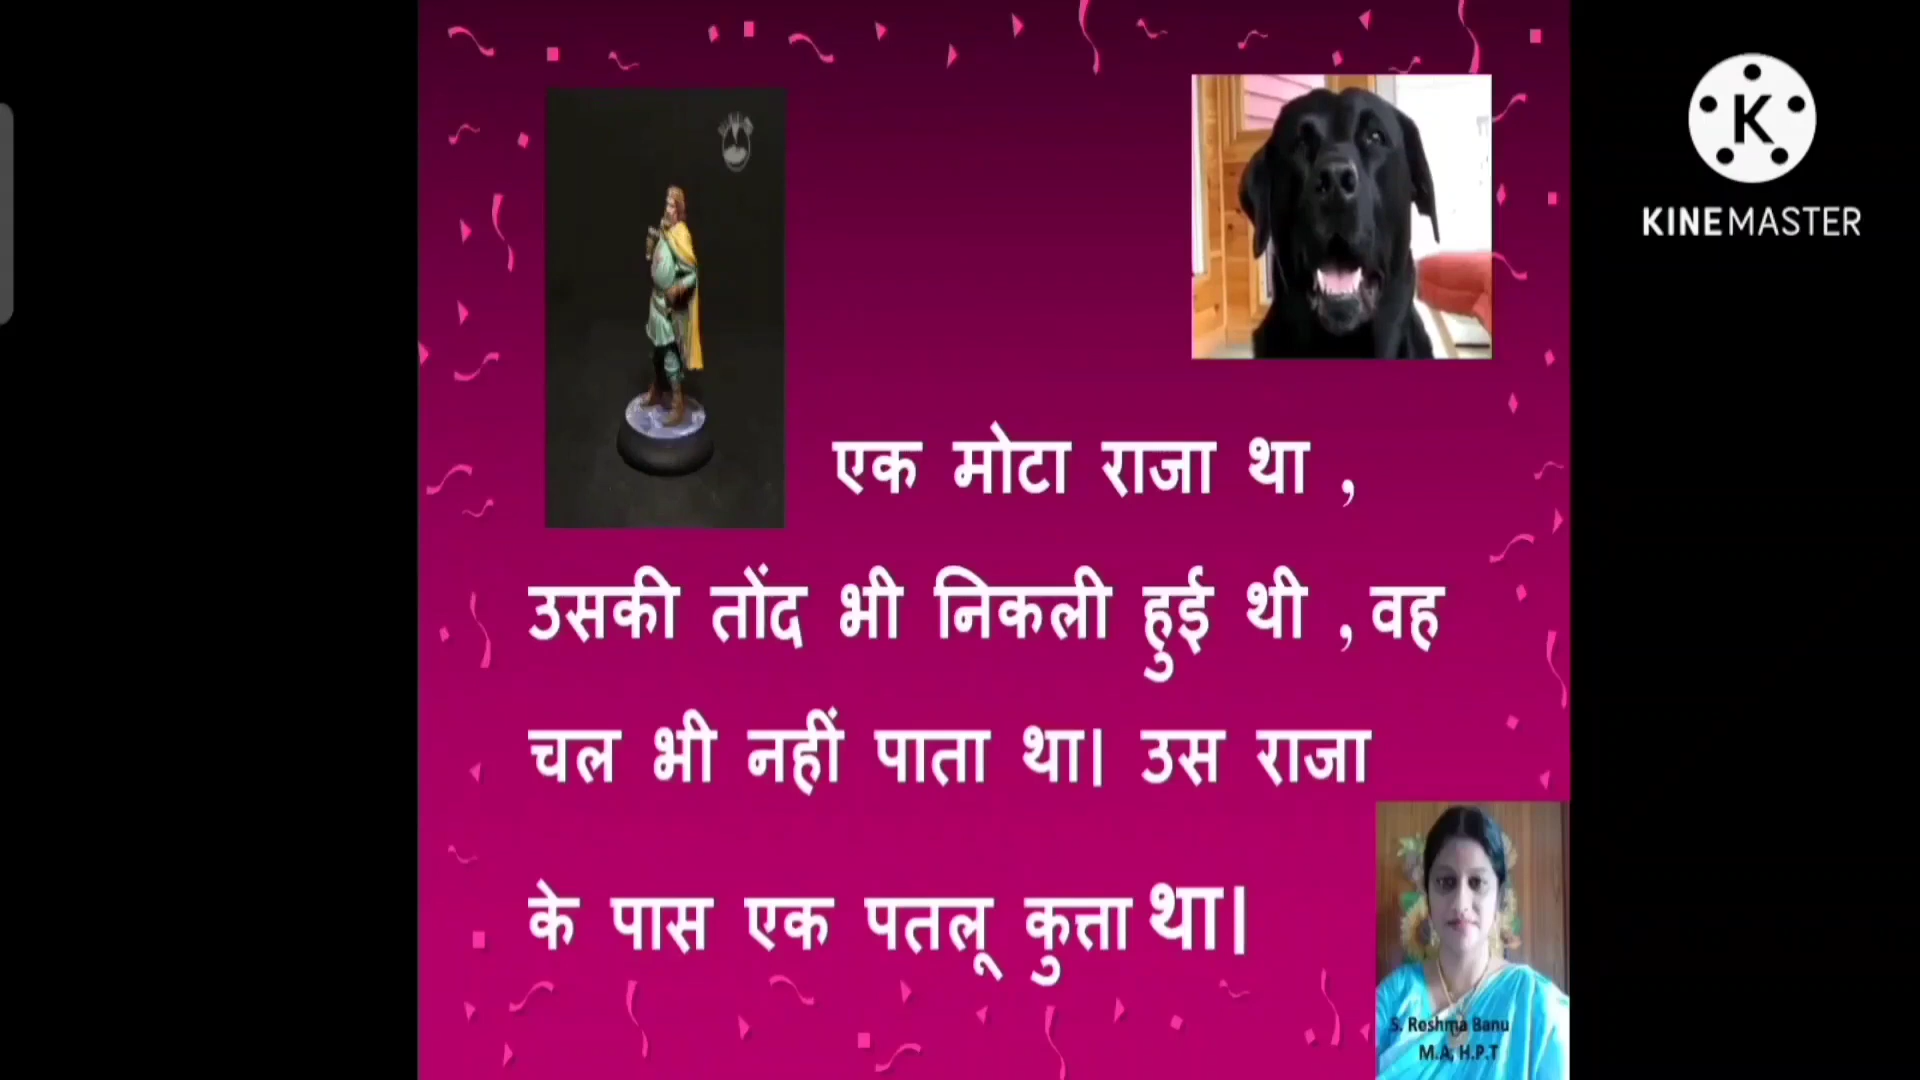 KINEMASTER
एक मोटा राजा था ,
उसकी तोंद भी निकली हुई थी , वह
चल भी नहीं पाता था। उस राजा
के पास एक पतलू कुत्ता था।
S. Reshma Banu
M.A, H.P.T